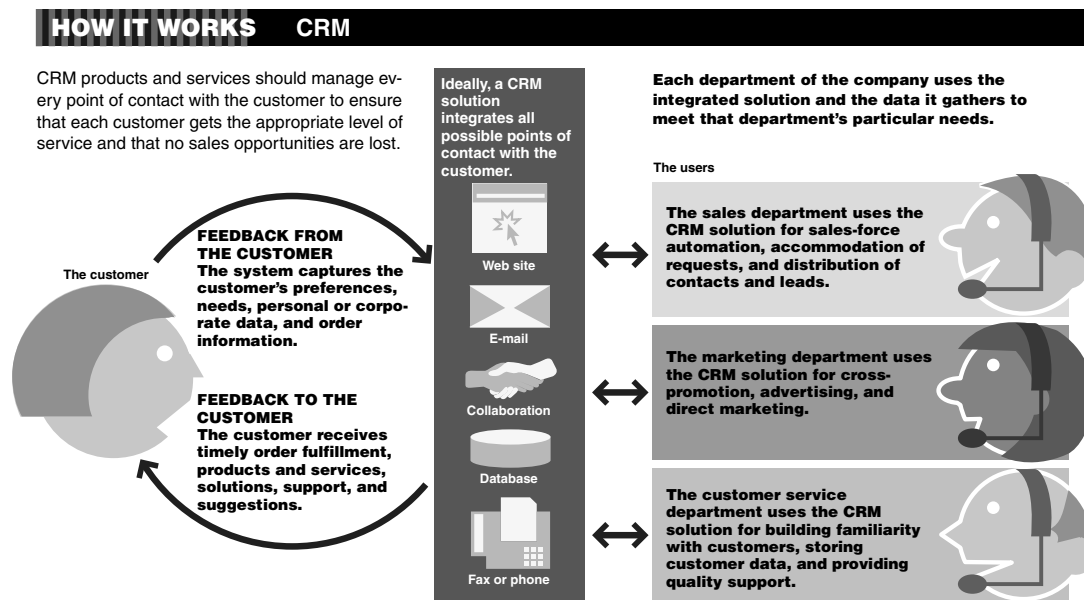 HOW IT WORKS CRM
CRM products and services should manage ev-
ery point of contact with the customer to ensure
that each customer gets the appropriate level of
service and that no sales opportunities are lost.
The customer
FEEDBACK FROM
THE CUSTOMER
The system captures the
customer's preferences,
needs, personal or corpo-
rate data, and order
information.
FEEDBACK TO THE
CUSTOMER
The customer receives
timely order fulfillment,
products and services,
solutions, support, and
suggestions.
Ideally, a CRM
solution
integrates all
possible points of
contact with the
customer.
Web site
E-mail
Collaboration
Database
Fax or phone
Each department of the company uses the
integrated solution and the data it gathers to
meet that department's particular needs.
The users
The sales department uses the
CRM solution for sales-force
automation, accommodation of
requests, and distribution of
contacts and leads.
The marketing department uses
the CRM solution for cross-
promotion, advertising, and
direct marketing.
The customer service
department uses the CRM
solution for building familiarity
with customers, storing
customer data, and providing
quality support.